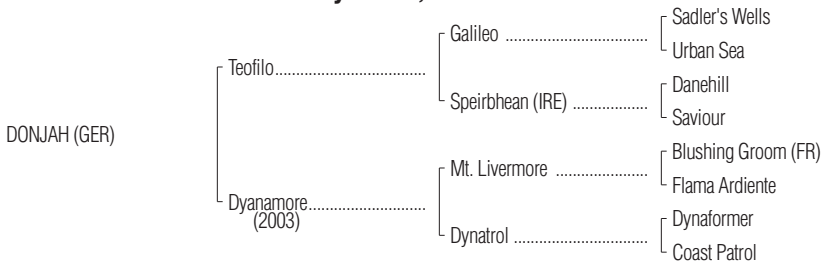 Sadler's Wells
Galileo ..................................
Urban Sea
Teofilo....................................
Danehill
Speirbhean (IRE) ..................
Saviour
DONJAH (GER)
Blushing Groom (FR)
Mt. Livermore ......................
Flama Ardiente
Dyanamore............................
(2003)
Dynaformer
Dynatrol ................................
Coast Patrol